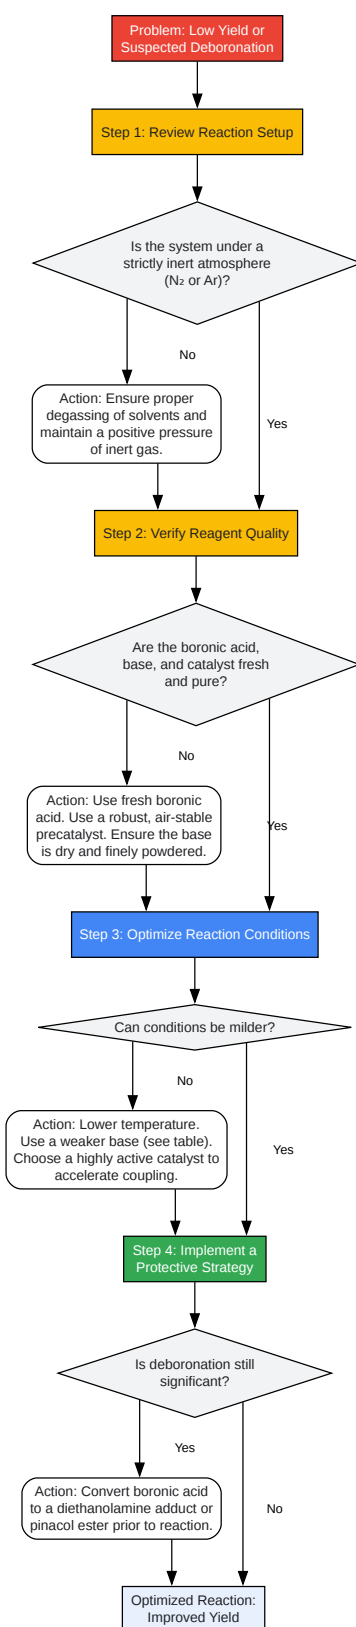 Problem: Low Yield or
Suspected Deboronation
Step 1: Review Reaction Setup
Is the system under a
strictly inert atmosphere
(N₂ or Ar)?
No
Action: Ensure proper
degassing of solvents and
maintain a positive pressure
of inert gas.
Yes
Step 2: Verify Reagent Quality
Are the boronic acid,
base, and catalyst fresh
and pure?
No
Action: Use fresh boronic
acid. Use a robust, air-stable
precatalyst. Ensure the base
is dry and finely powdered.
Yes
Step 3: Optimize Reaction Conditions
Can conditions be milder?
No
Action: Lower temperature.
Use a weaker base (see table).
Choose a highly active catalyst to
accelerate coupling.
Yes
Step 4: Implement a
Protective Strategy
Is deboronation still
significant?
Yes
Action: Convert boronic acid
to a diethanolamine adduct or
pinacol ester prior to reaction.
No
Optimized Reaction:
Improved Yield